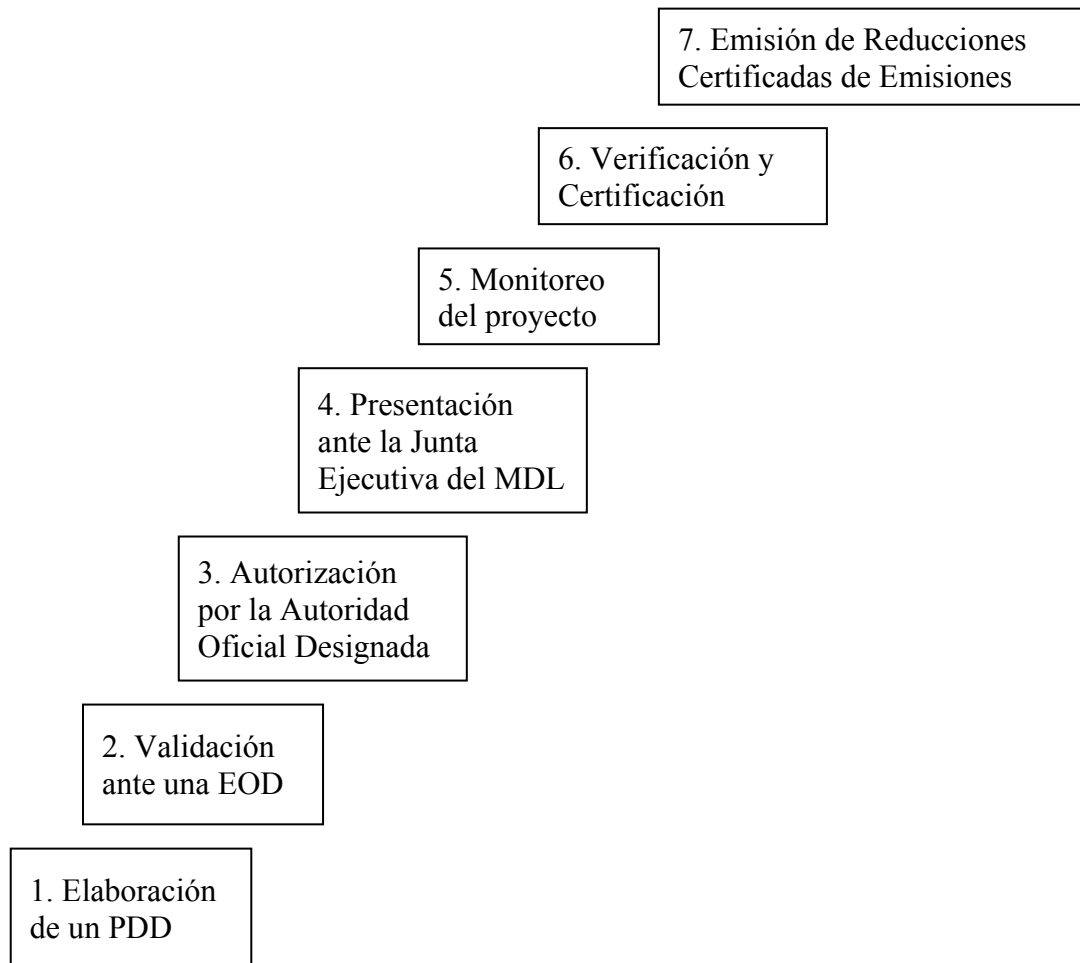 7. Emisión de Reducciones
Certificadas de Emisiones
6. Verificación y
Certificación
5. Monitoreo
del proyecto
4. Presentación
ante la Junta
Ejecutiva del MDL
3. Autorización
por la Autoridad
Oficial Designada
2. Validación
ante una EOD
1. Elaboración
de un PDD